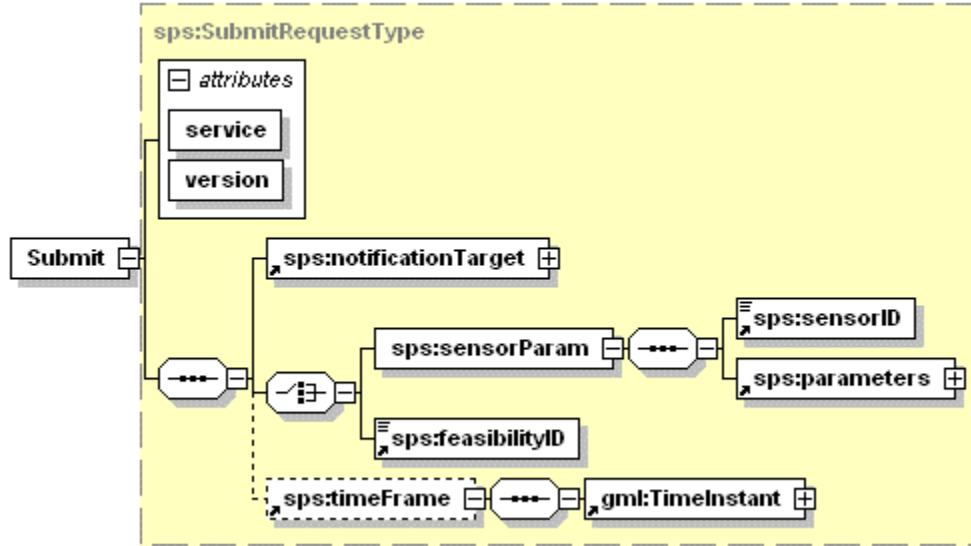 sps:SubmitRequestType
attributes
service
version
Submit
sps:notificationTarget
sps:sensorParam
sps:sensorID
sps:parameters
sps:feasibilityID
sps:timeFrame
gml:TimeInstant